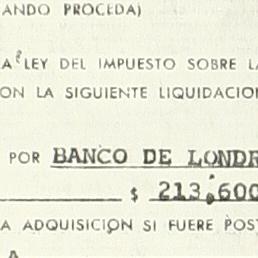 ANDO PROCEDA)
A LEY DEL IMPUESTO SOBRE LA
ON LA SIGUIENTE LIQUIDACIO
POR BANCO DE LONDR
$ 213,600
A ADQUISICION SI FUERE POST
A